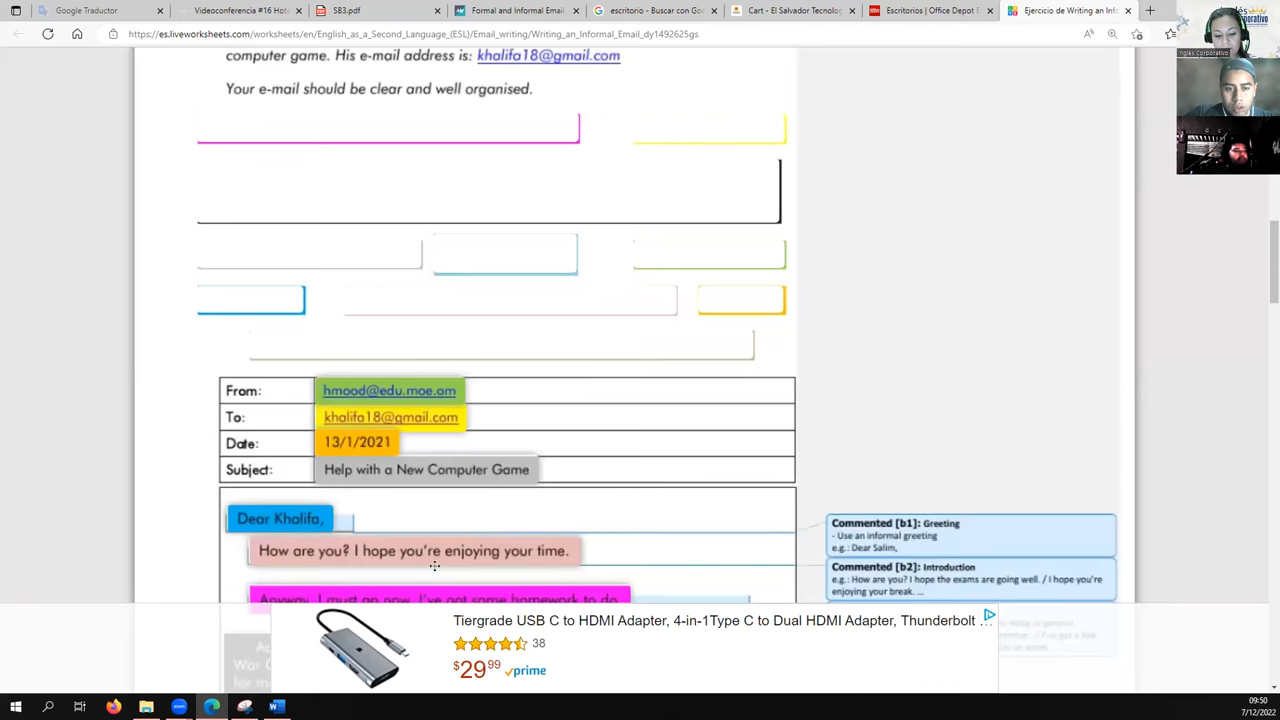 Google Traductor
Videoconferencia #16 Hote
SB3.pdf
Formal and Informal Email
escritorio - Buscar con Goo
Cart - El Salvador Tecnolog
Escritorios | Office Depot E
Ejercicio de Writing an Inf
https://es.liveworksheets.com/worksheets/en/English_as_a_Second_Language_(ESL)/Email_writing/Writing_an_Informal_Email_dy1492625gs
Inglés Corporativo
computer game. His e-mail address is: khalifa18@gmail.com
Your e-mail should be clear and well organised.
From: hmood@edu.moe.om
To: khalifa18@gmail.com
Date: 13/1/2021
Subject: Help with a New Computer Game
Dear Khalifa,
How are you? I hope you're enjoying your time.
Anyway, I must go now. I've got some homework to do.
Commented [b1]: Greeting
- Use an informal greeting
e.g.: Dear Salim,
Commented [b2]: Introduction
e.g.: How are you? I hope the exams are going well. / I hope you're
enjoying your break. ...
War
for m
Tiergrade USB C to HDMI Adapter, 4-in-1Type C to Dual HDMI Adapter, Thunderbolt ...
38
$29.99 prime
09:50
7/12/2022